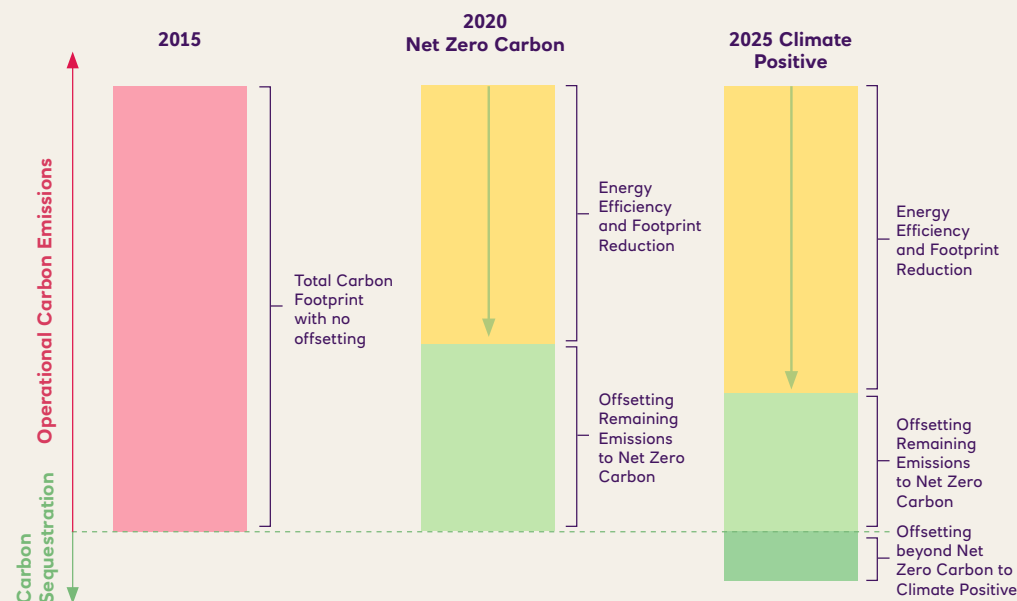 2015
2020
Net Zero Carbon
2025 Climate
Positive
Operational Carbon Emissions
Carbon
Sequestration
Total Carbon
Footprint
with no
offsetting
Energy
Efficiency
and Footprint
Reduction
Offsetting
Remaining
Emissions
to Net Zero
Carbon
Energy
Efficiency
and Footprint
Reduction
Offsetting
Remaining
Emissions
to Net Zero
Carbon
Offsetting
beyond Net
Zero Carbon to
Climate Positive